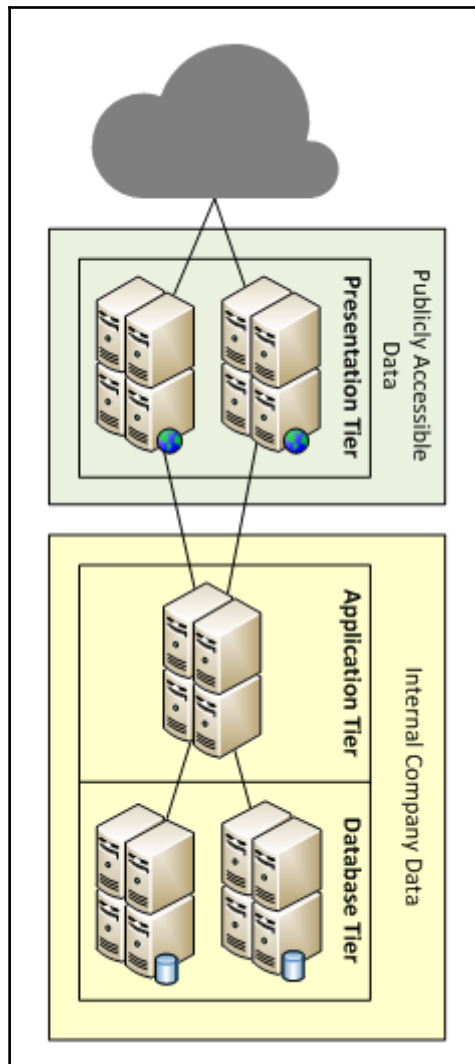 Publicly Accessible
Data
Presentation Tier
Internal Company Data
Application Tier
Database Tier